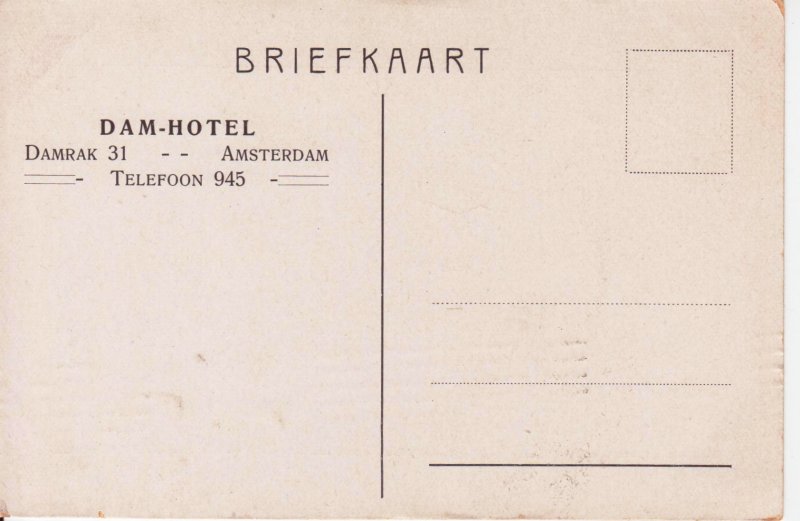 BRIEFKAART
DAM-HOTEL
DAMRAK 31 - - AMSTERDAM
- TELEFOON 945 -